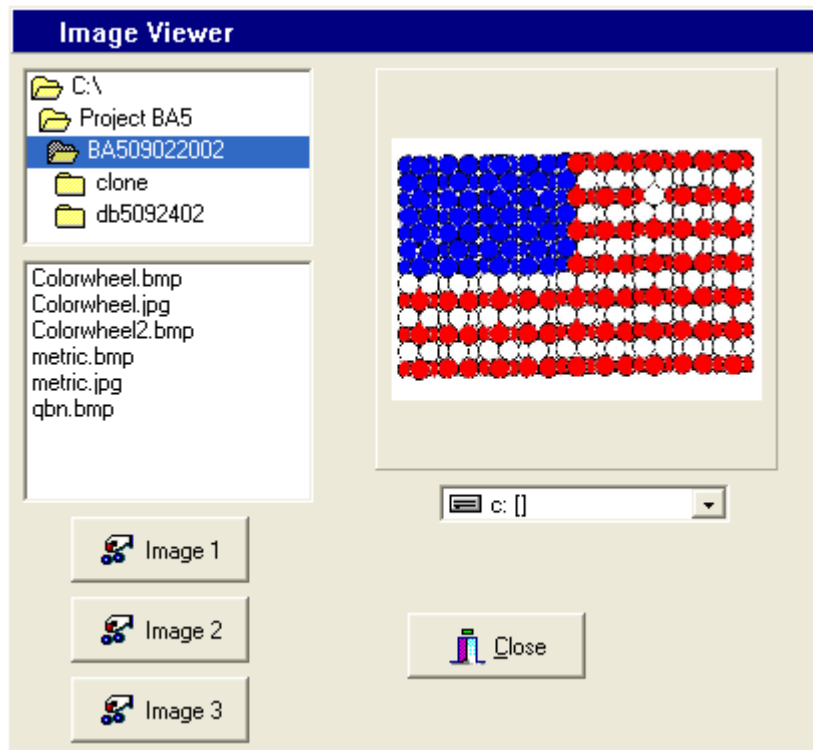 Image Viewer
C:\
Project BA5
BA509022002
clone
db5092402
Colorwheel.bmp
Colorwheel.jpg
Colorwheel2.bmp
metric.bmp
metric.jpg
qbn.bmp
c: []
Image 1
Image 2
Close
Image 3